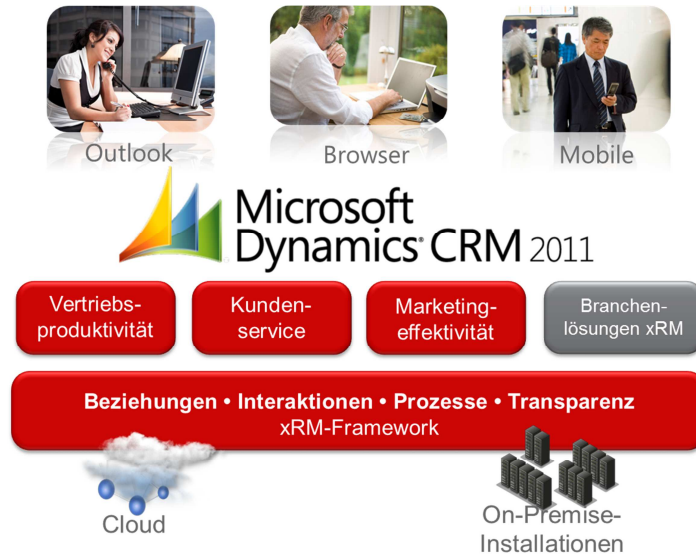 Outlook
Browser
Mobile
Microsoft
Dynamics CRM 2011
Vertriebs-
produktivität
Kunden-
service
Marketing-
effektivität
Branchen-
lösungen xRM
Beziehungen • Interaktionen • Prozesse • Transparenz
xRM-Framework
Cloud
On-Premise-
Installationen